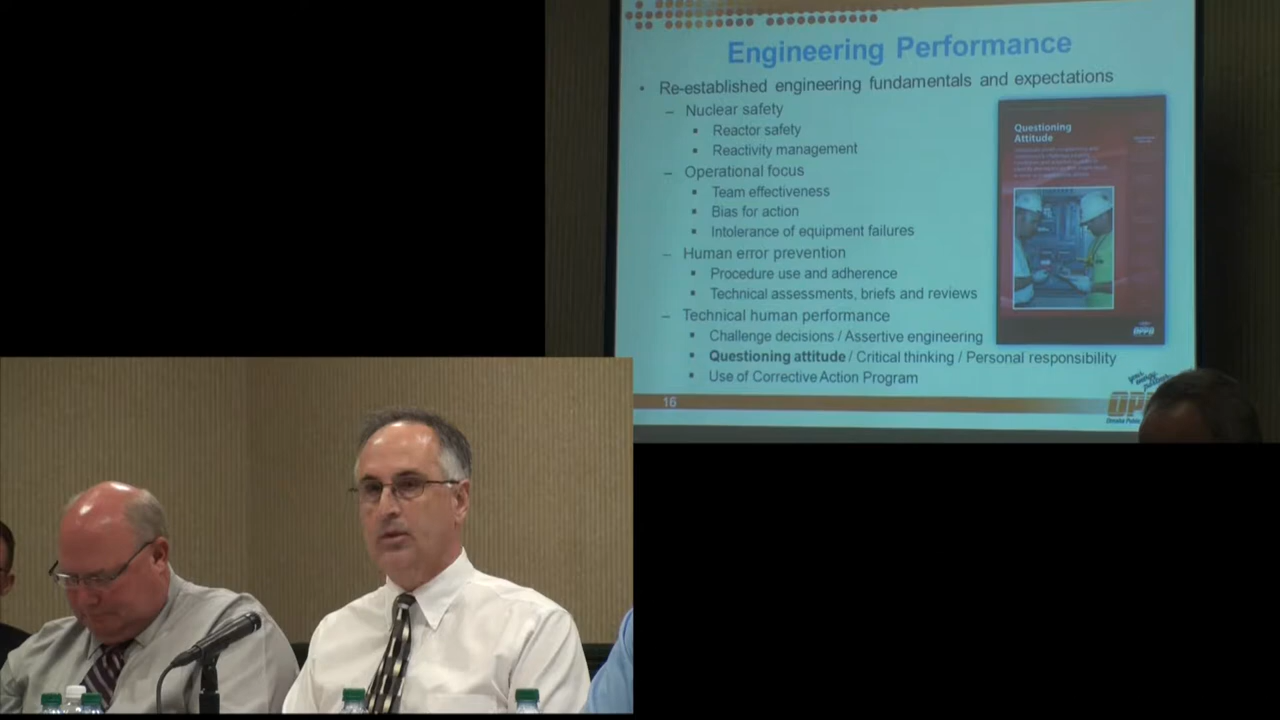 Engineering Performance
• Re-established engineering fundamentals and expectations
– Nuclear safety
▪ Reactor safety
▪ Reactivity management
– Operational focus
▪ Team effectiveness
▪ Bias for action
▪ Intolerance of equipment failures
– Human error prevention
▪ Procedure use and adherence
▪ Technical assessments, briefs and reviews
– Technical human performance
▪ Challenge decisions / Assertive engineering
▪ Questioning attitude / Critical thinking / Personal responsibility
▪ Use of Corrective Action Program
Questioning
Attitude
OPPD
16